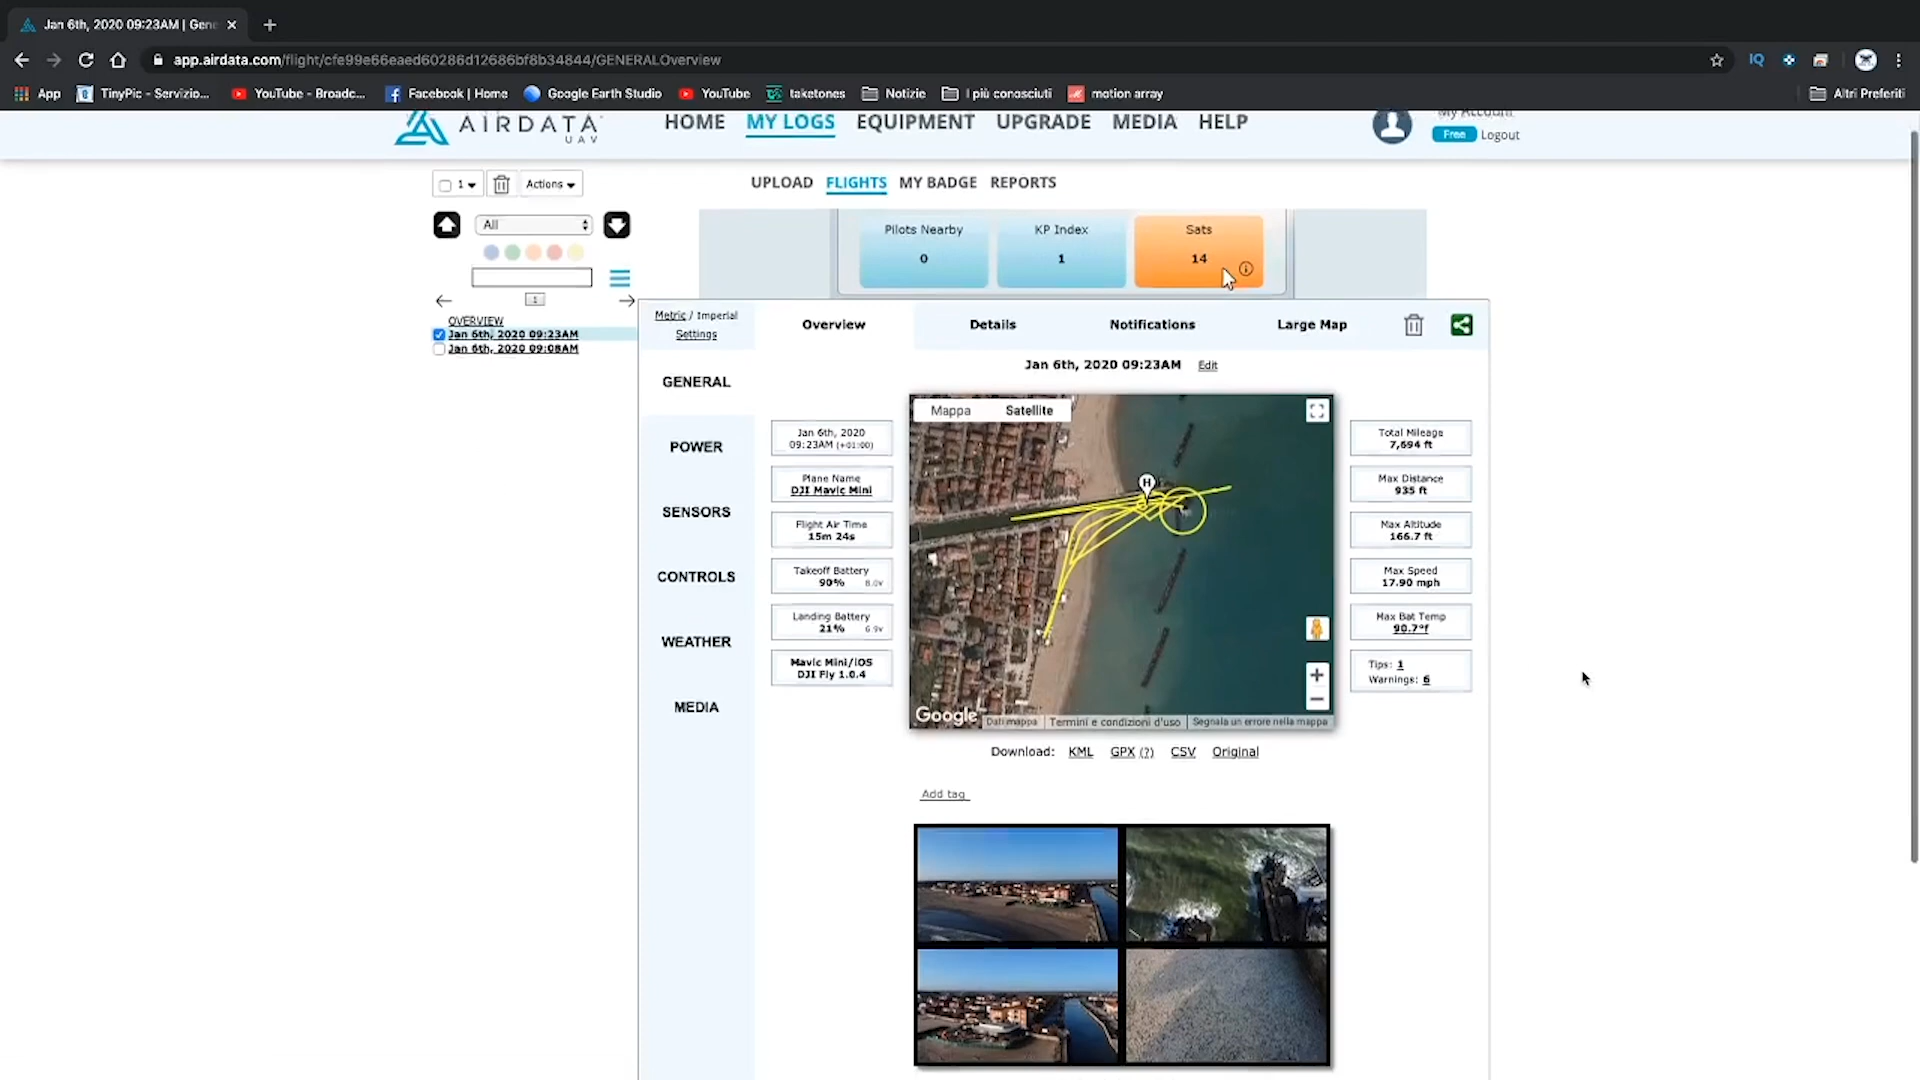 Jan 6th, 2020 09:23AM | Gene
app.airdata.com/flight/cfe99e66eaed60286d12686bf8b34844/GENERALOverview
App
TinyPic - Servizio...
YouTube - Broadc...
Facebook | Home
Google Earth Studio
YouTube
taketones
Notizie
I più conosciuti
motion array
Altri Preferiti
AIRDATA
UAV
HOME
MY LOGS
EQUIPMENT
UPGRADE
MEDIA
HELP
My Account
Free
Logout
1
Actions
UPLOAD
FLIGHTS
MY BADGE
REPORTS
All
1
OVERVIEW
Jan 6th, 2020 09:23AM
Jan 6th, 2020 09:08AM
Pilots Nearby
0
KP Index
1
Sats
14
Metric / Imperial
Settings
Overview
Details
Notifications
Large Map
GENERAL
POWER
SENSORS
CONTROLS
WEATHER
MEDIA
Jan 6th, 2020 09:23AM
Edit
Jan 6th, 2020
09:23AM (+01:00)
Plane Name
DJI Mavic Mini
Flight Air Time
15m 24s
Takeoff Battery
90% 8.0v
Landing Battery
21% 6.9v
Mavic Mini/iOS
DJI Fly 1.0.4
Mappa
Satellite
H
Google
Dati mappa
Termini e condizioni d'uso
Segnala un errore nella mappa
Total Mileage
7,694 ft
Max Distance
935 ft
Max Altitude
166.7 ft
Max Speed
17.90 mph
Max Bat Temp
90.7°f
Tips: 1
Warnings: 6
Download: KML GPX (?) CSV Original
Add tag